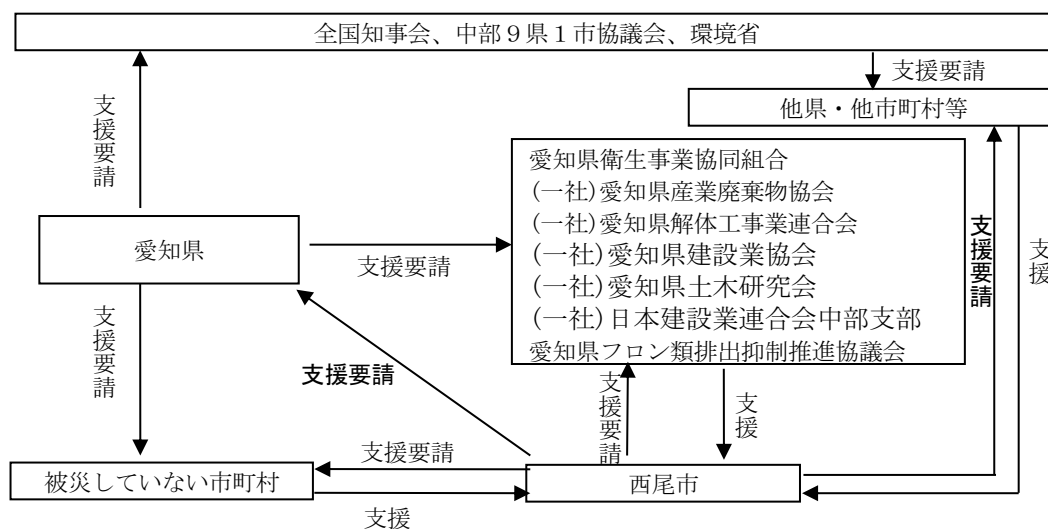 全国知事会、中部９県１市協議会、環境省
支援要請
他県・他市町村等
支援要請
愛知県衛生事業協同組合
(一社)愛知県産業廃棄物協会
(一社)愛知県解体工事業連合会
(一社)愛知県建設業協会
(一社)愛知県土木研究会
(一社)日本建設業連合会中部支部
愛知県フロン類排出抑制推進協議会
愛知県
支援要請
支援要請
支援
支援要請
支援要請
支援要請
支援
支援要請
被災していない市町村
西尾市
支援